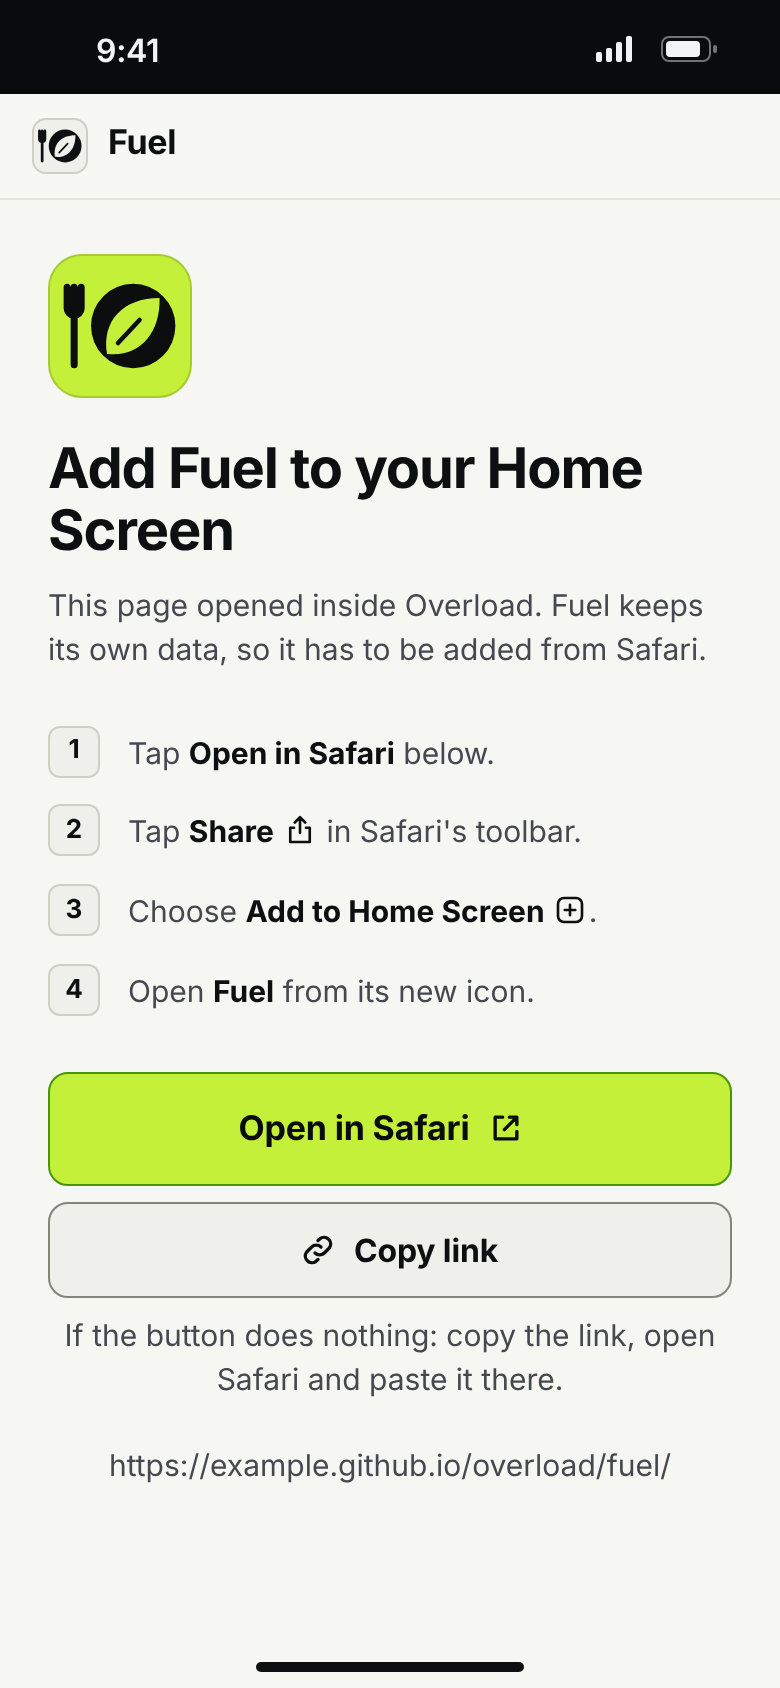 9:41
Fuel
Add Fuel to your Home
Screen
This page opened inside Overload. Fuel keeps
its own data, so it has to be added from Safari.
1 Tap Open in Safari below.
2 Tap Share in Safari's toolbar.
3 Choose Add to Home Screen .
4 Open Fuel from its new icon.
Open in Safari
Copy link
If the button does nothing: copy the link, open
Safari and paste it there.
https://example.github.io/overload/fuel/